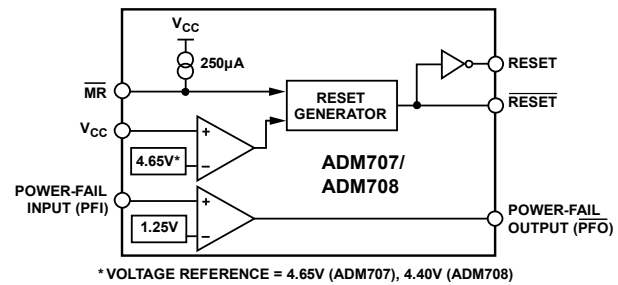 VCC
250µA
MR
RESET
GENERATOR
RESET
RESET
VCC
4.65V*
ADM707/
ADM708
POWER-FAIL
INPUT (PFI)
1.25V
POWER-FAIL
OUTPUT (PFO)
* VOLTAGE REFERENCE = 4.65V (ADM707), 4.40V (ADM708)